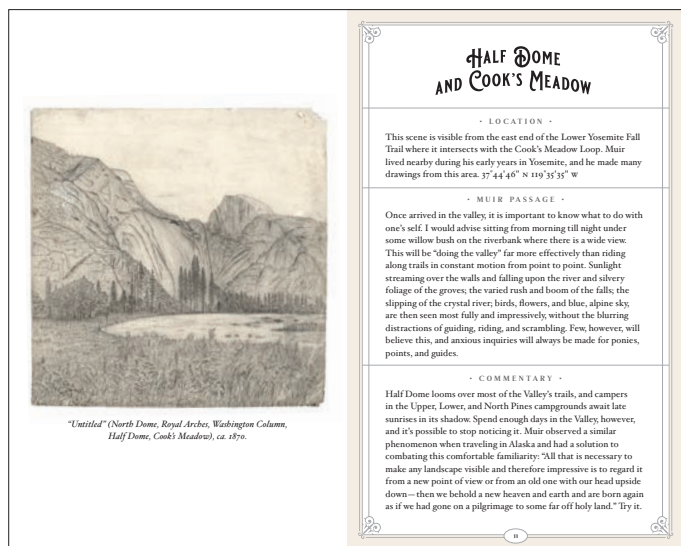 "Untitled" (North Dome, Royal Arches, Washington Column,
Half Dome, Cook's Meadow), ca. 1870.
Half Dome
and Cook's Meadow
• LOCATION •
This scene is visible from the east end of the Lower Yosemite Fall
Trail where it intersects with the Cook's Meadow Loop. Muir
lived nearby during his early years in Yosemite, and he made many
drawings from this area. 37°44'46" N 119°35'35" W
• MUIR PASSAGE •
Once arrived in the valley, it is important to know what to do with
one's self. I would advise sitting from morning till night under
some willow bush on the riverbank where there is a wide view.
This will be "doing the valley" far more effectively than riding
along trails in constant motion from point to point. Sunlight
streaming over the walls and falling upon the river and silvery
foliage of the groves; the varied rush and boom of the falls; the
slipping of the crystal river; birds, flowers, and blue, alpine sky,
are then seen most fully and impressively, without the blurring
distractions of guiding, riding, and scrambling. Few, however, will
believe this, and anxious inquiries will always be made for ponies,
points, and guides.
• COMMENTARY •
Half Dome looms over most of the Valley's trails, and campers
in the Upper, Lower, and North Pines campgrounds await late
sunrises in its shadow. Spend enough days in the Valley, however,
and it's possible to stop noticing it. Muir observed a similar
phenomenon when traveling in Alaska and had a solution to
combating this comfortable familiarity: "All that is necessary to
make any landscape visible and therefore impressive is to regard it
from a new point of view or from an old one with our head upside
down—then we behold a new heaven and earth and are born again
as if we had gone on a pilgrimage to some far off holy land." Try it.
11